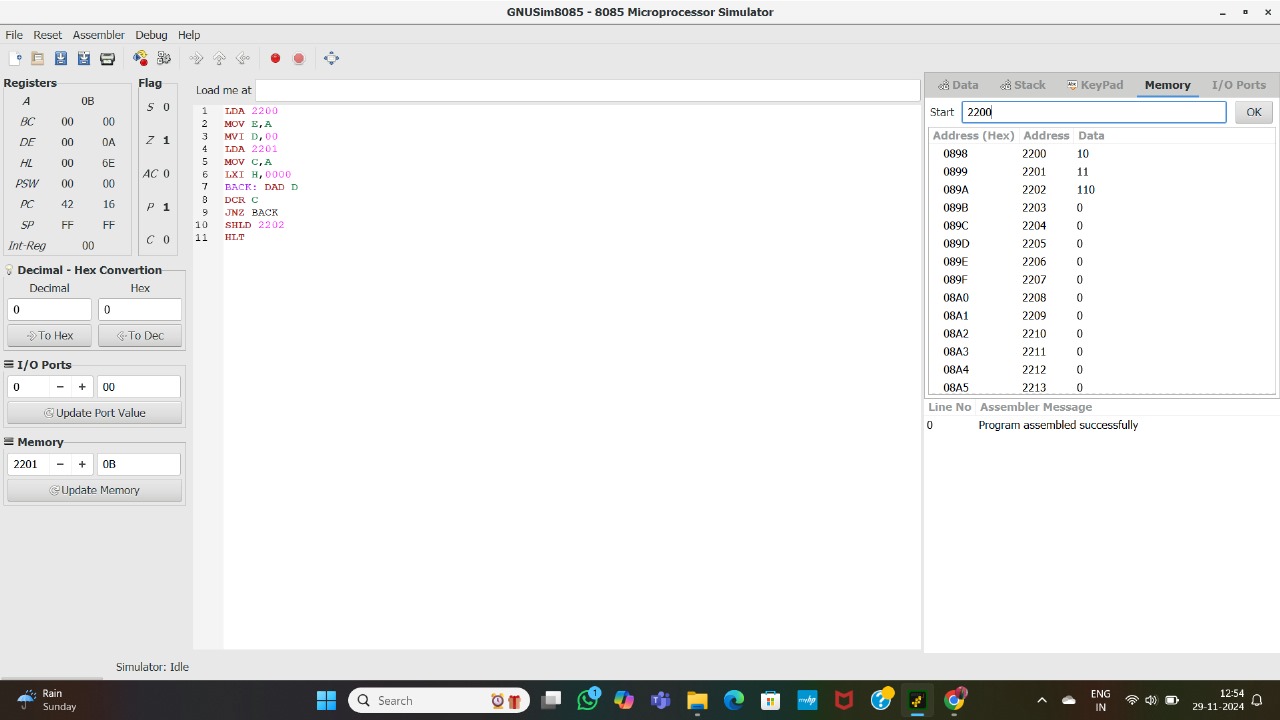 GNUSim8085 - 8085 Microprocessor Simulator
File Reset Assembler Debug Help
Registers
A 0B
BC 00 00
DE 00 0A
HL 00 6E
PSW 00 00
PC 42 16
SP FF FF
Int-Reg 00
Flag
S 0
Z 1
AC 0
P 1
C 0
Decimal - Hex Convertion
Decimal Hex
0 0
To Hex To Dec
I/O Ports
0 − + 00
Update Port Value
Memory
2201 − + 0B
Update Memory
Load me at
1 LDA 2200
2 MOV E,A
3 MVI D,00
4 LDA 2201
5 MOV C,A
6 LXI H,0000
7 BACK: DAD D
8 DCR C
9 JNZ BACK
10 SHLD 2202
11 HLT
Data Stack KeyPad Memory I/O Ports
Start 2200 OK
Address (Hex) Address Data
0898 2200 10
0899 2201 11
089A 2202 110
089B 2203 0
089C 2204 0
089D 2205 0
089E 2206 0
089F 2207 0
08A0 2208 0
08A1 2209 0
08A2 2210 0
08A3 2211 0
08A4 2212 0
08A5 2213 0
Line No Assembler Message
0 Program assembled successfully
Simulator: Idle
Rain
Sunday
Search
1
ENG
IN
12:54
29-11-2024